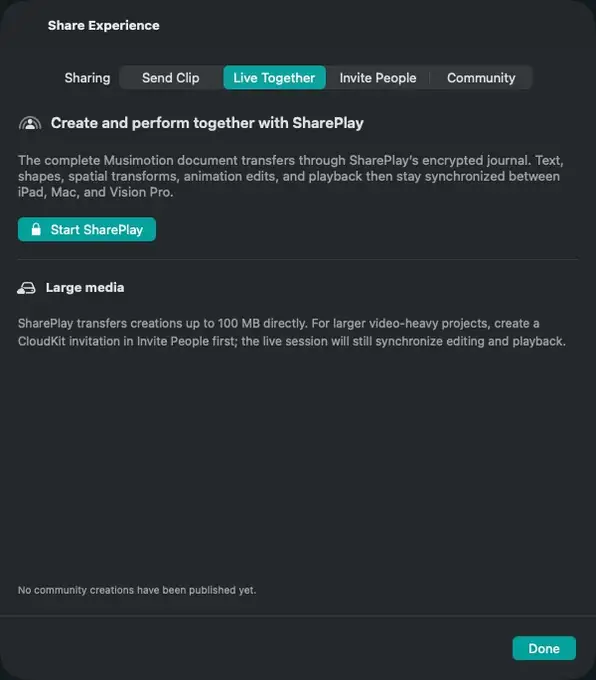 Share Experience
Sharing
Send Clip
Live Together
Invite People
Community
Create and perform together with SharePlay
The complete Musimotion document transfers through SharePlay's encrypted journal. Text,
shapes, spatial transforms, animation edits, and playback then stay synchronized between
iPad, Mac, and Vision Pro.
Start SharePlay
Large media
SharePlay transfers creations up to 100 MB directly. For larger video-heavy projects, create a
CloudKit invitation in Invite People first; the live session will still synchronize editing and playback.
No community creations have been published yet.
Done